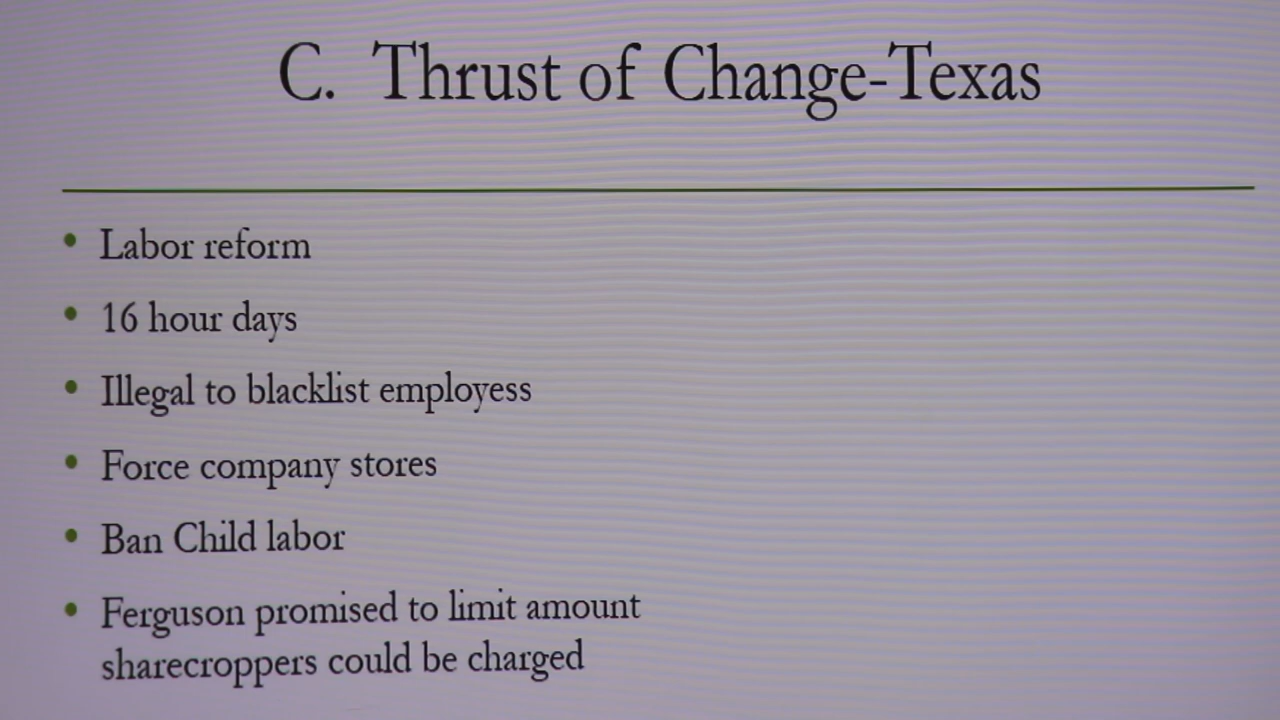 C. Thrust of Change-Texas
• Labor reform
• 16 hour days
• Illegal to blacklist employess
• Force company stores
• Ban Child labor
• Ferguson promised to limit amount
sharecroppers could be charged